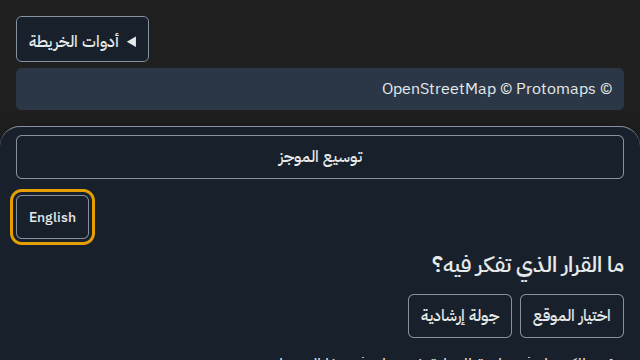 ◀ أدوات الخريطة
© OpenStreetMap © Protomaps
توسيع الموجز
English
ما القرار الذي تفكر فيه؟
اختيار الموقع
جولة إرشادية